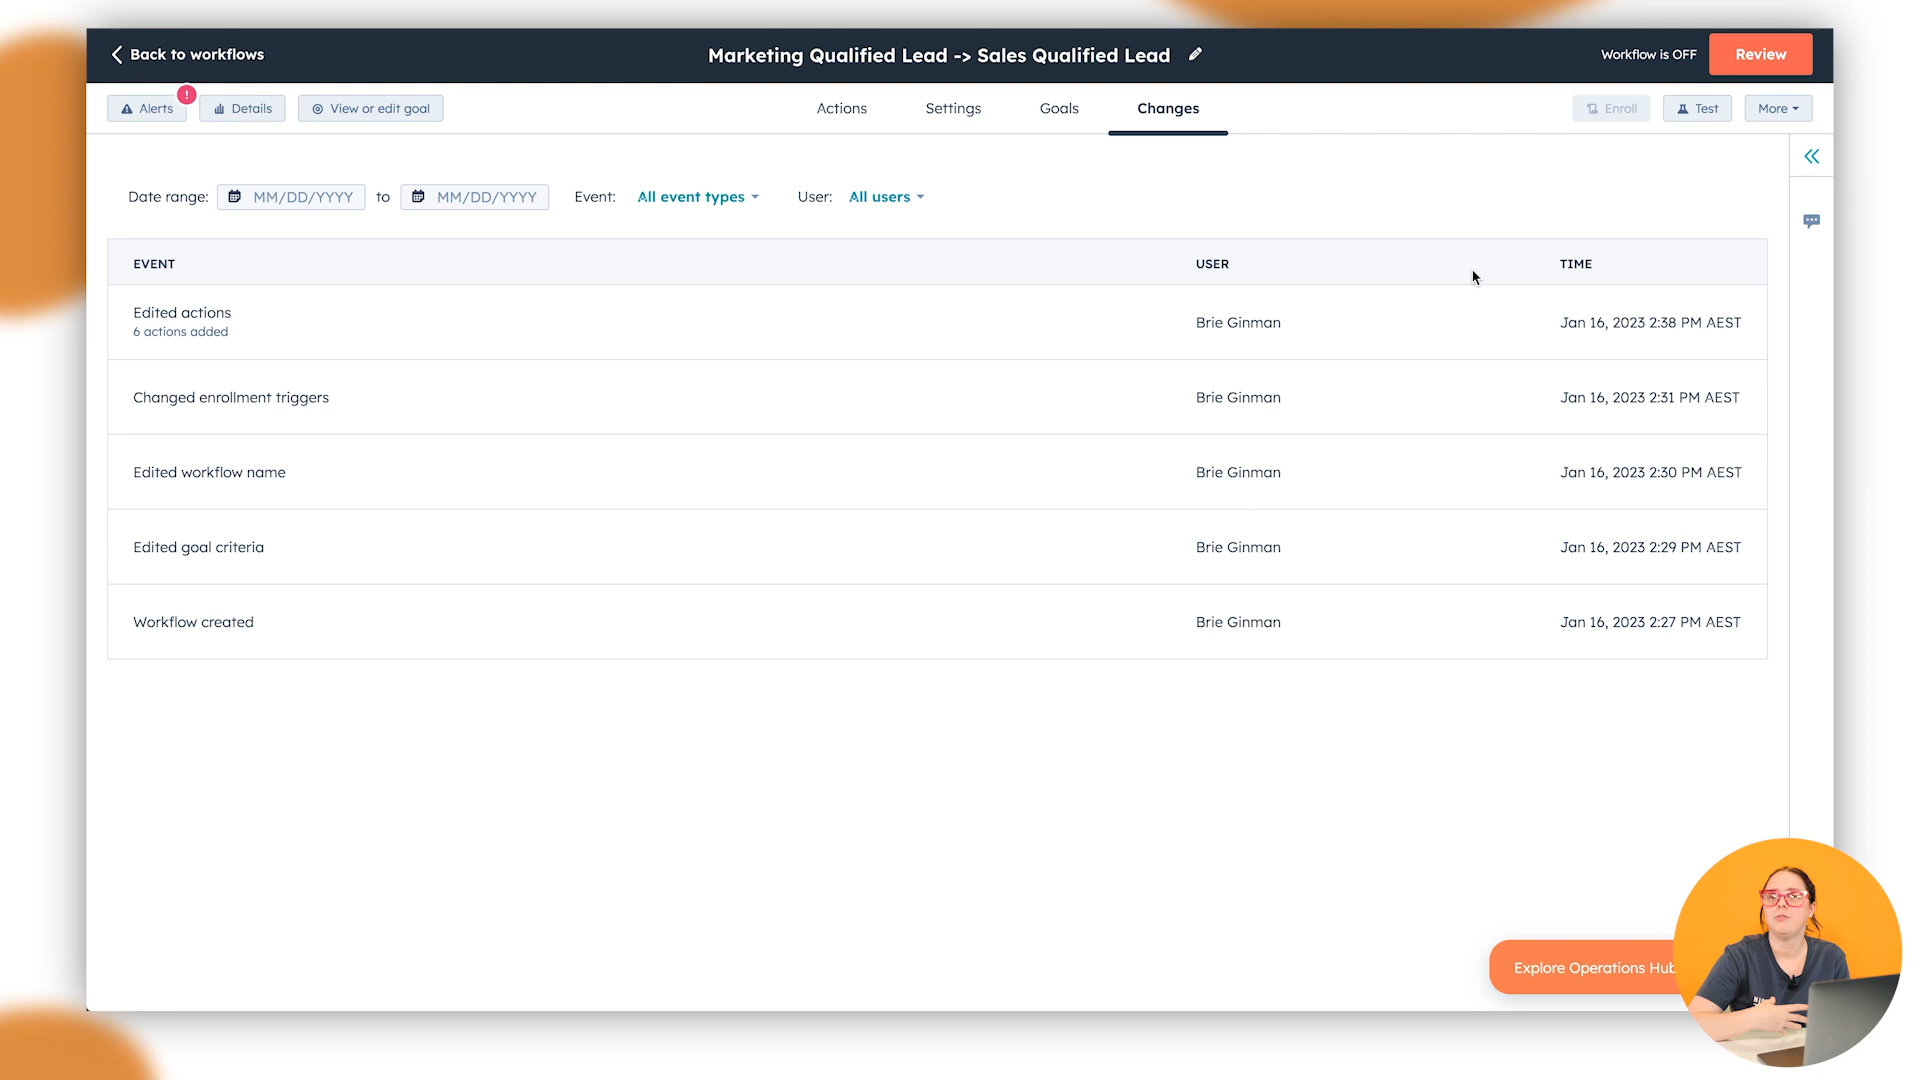 Back to workflows
Marketing Qualified Lead -> Sales Qualified Lead
Workflow is OFF
Review
Alerts
!
Details
View or edit goal
Actions
Settings
Goals
Changes
Enroll
Test
More
Date range: MM/DD/YYYY to MM/DD/YYYY Event: All event types User: All users
EVENT USER TIME
Edited actions
6 actions added
Brie Ginman
Jan 16, 2023 2:38 PM AEST
Changed enrollment triggers
Brie Ginman
Jan 16, 2023 2:31 PM AEST
Edited workflow name
Brie Ginman
Jan 16, 2023 2:30 PM AEST
Edited goal criteria
Brie Ginman
Jan 16, 2023 2:29 PM AEST
Workflow created
Brie Ginman
Jan 16, 2023 2:27 PM AEST
Explore Operations Hub